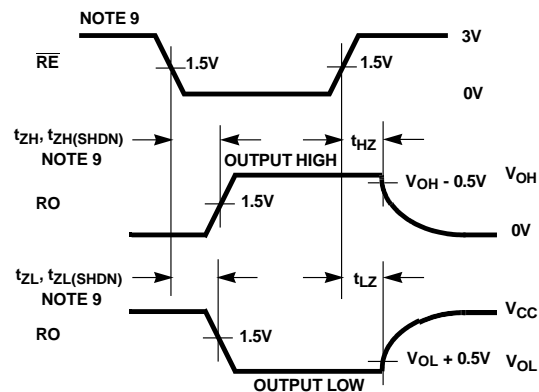 NOTE 9
3V
RE
1.5V
1.5V
0V
tZH, tZH(SHDN)
tHZ
NOTE 9
OUTPUT HIGH
VOH - 0.5V
VOH
RO
1.5V
0V
tZL, tZL(SHDN)
tLZ
NOTE 9
VCC
RO
1.5V
VOL + 0.5V
VOL
OUTPUT LOW